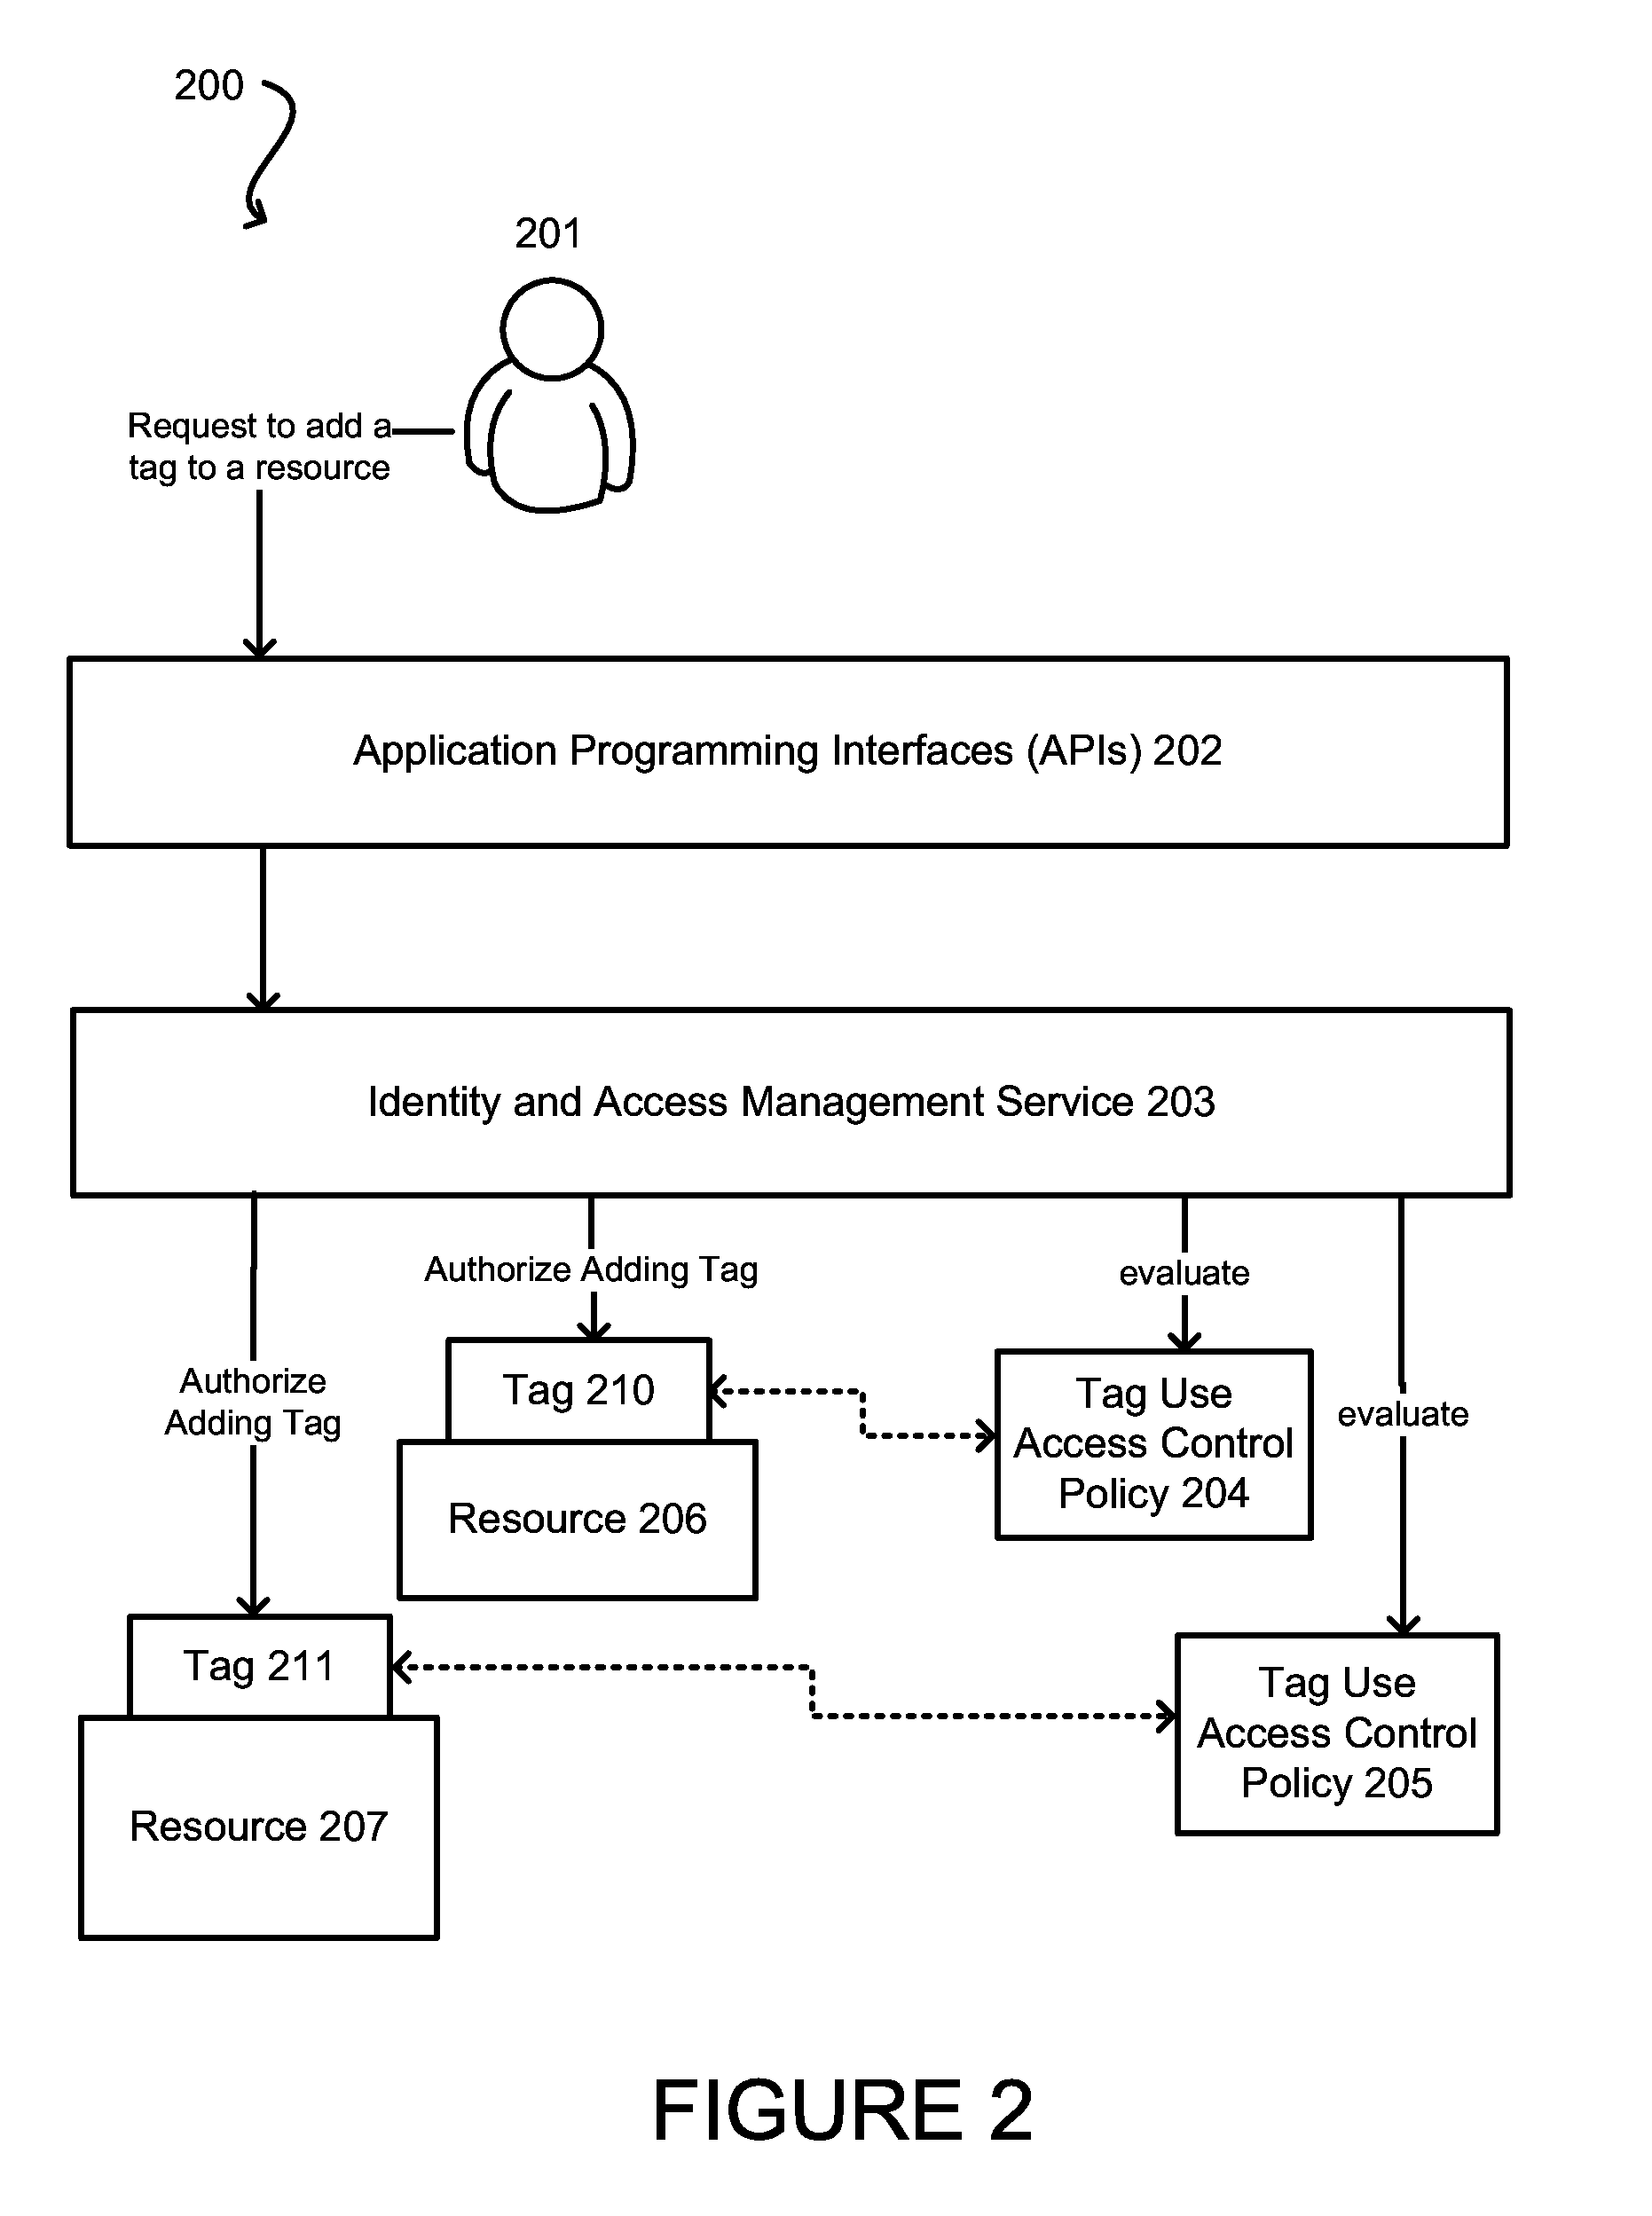 200
201
Request to add a
tag to a resource
Application Programming Interfaces (APIs) 202
Identity and Access Management Service 203
Authorize Adding Tag
evaluate
Authorize
Adding Tag
Tag 210
Tag Use
Access Control
Policy 204
evaluate
Resource 206
Tag 211
Tag Use
Access Control
Policy 205
Resource 207
FIGURE 2